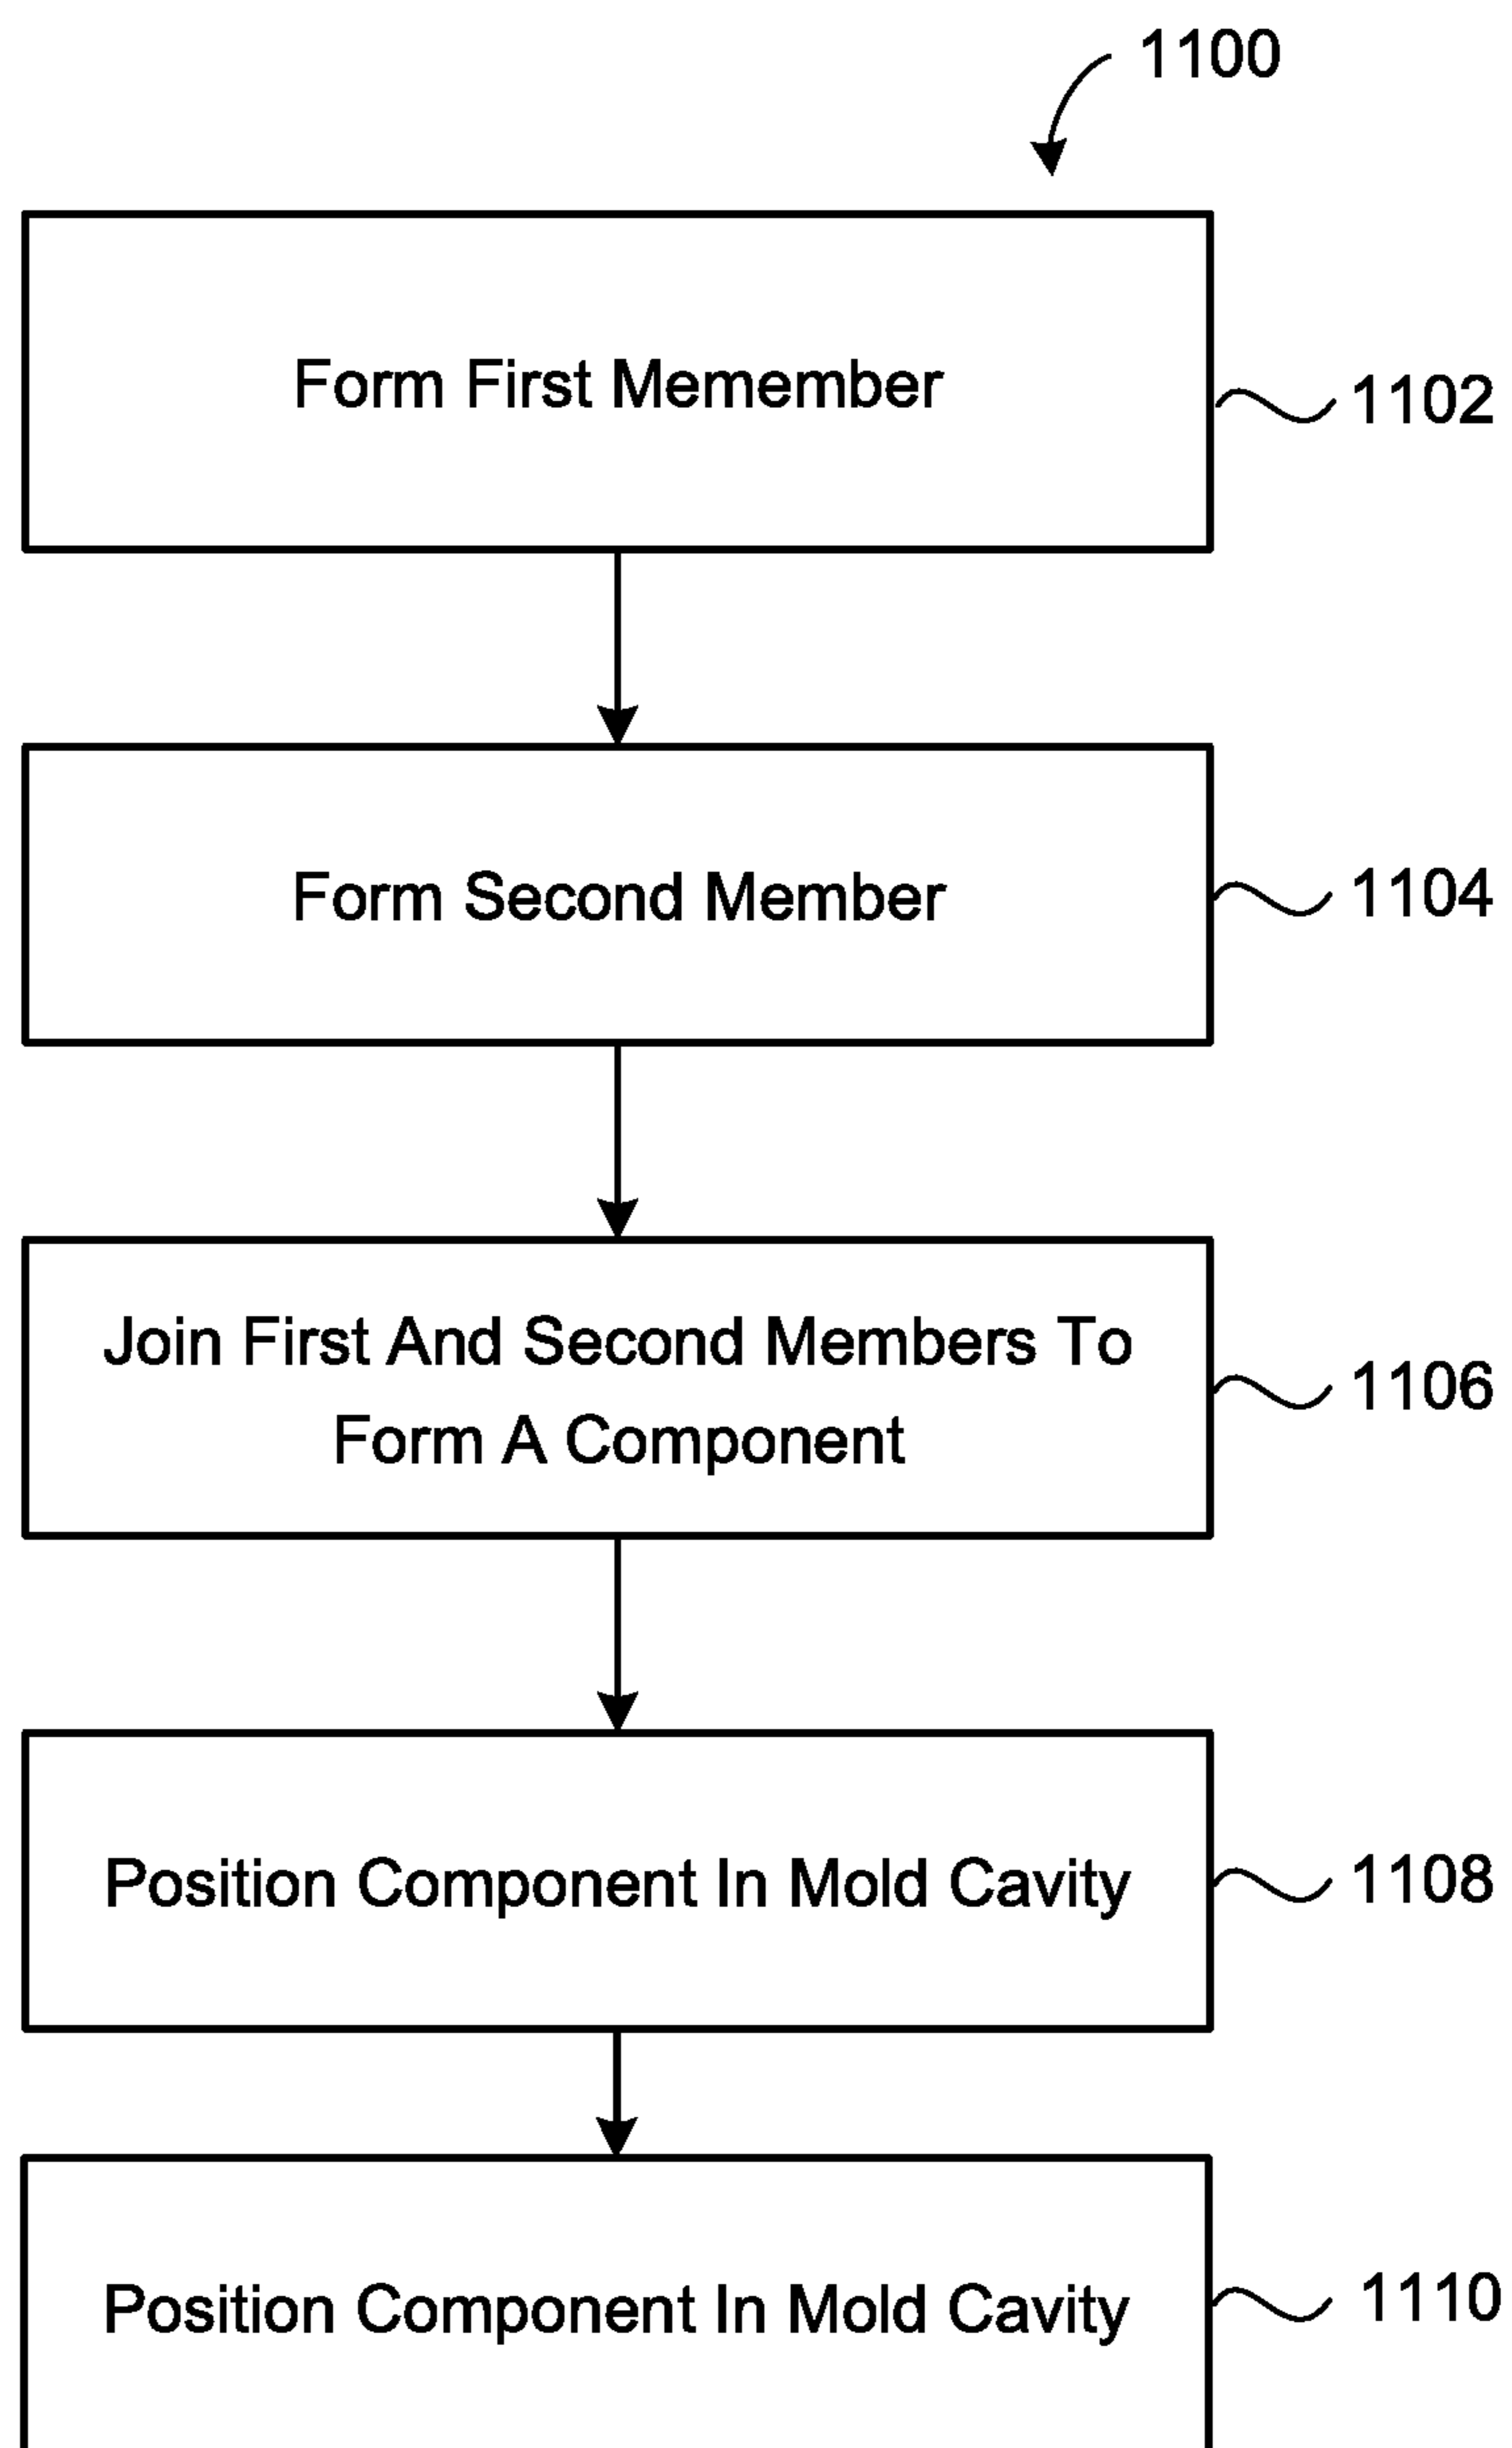 1100
Form First Memember
1102
Form Second Member
1104
Join First And Second Members To
Form A Component
1106
Position Component In Mold Cavity
1108
Position Component In Mold Cavity
1110